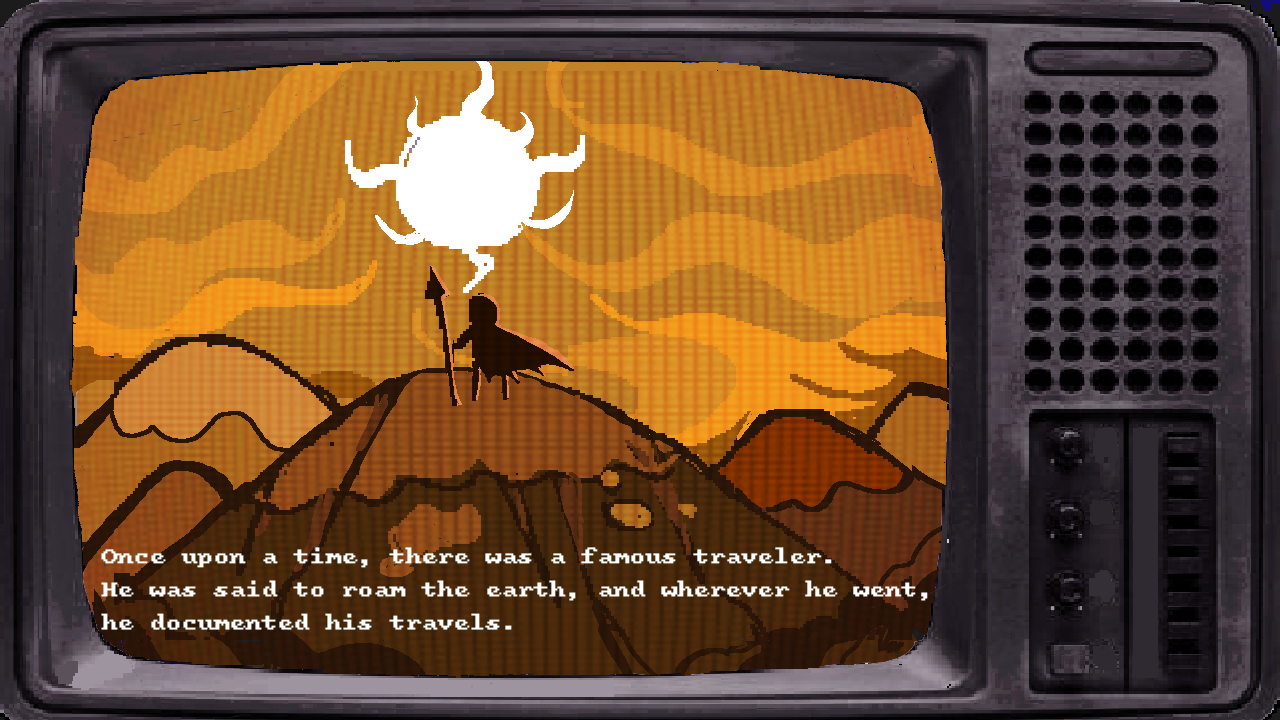 Once upon a time, there was a famous traveler.
He was said to roam the earth, and wherever he went,
he documented his travels.